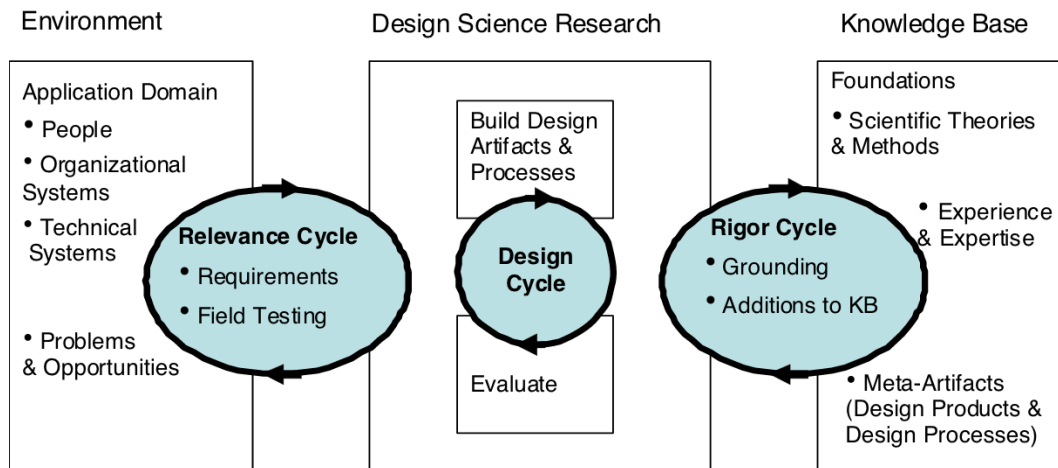 Environment
Design Science Research
Knowledge Base
Application Domain
• People
• Organizational
Systems
• Technical
Systems
• Problems
& Opportunities
Relevance Cycle
• Requirements
• Field Testing
Build Design
Artifacts &
Processes
Design
Cycle
Evaluate
Rigor Cycle
• Grounding
• Additions to KB
Foundations
• Scientific Theories
& Methods
• Experience
& Expertise
• Meta-Artifacts
(Design Products &
Design Processes)